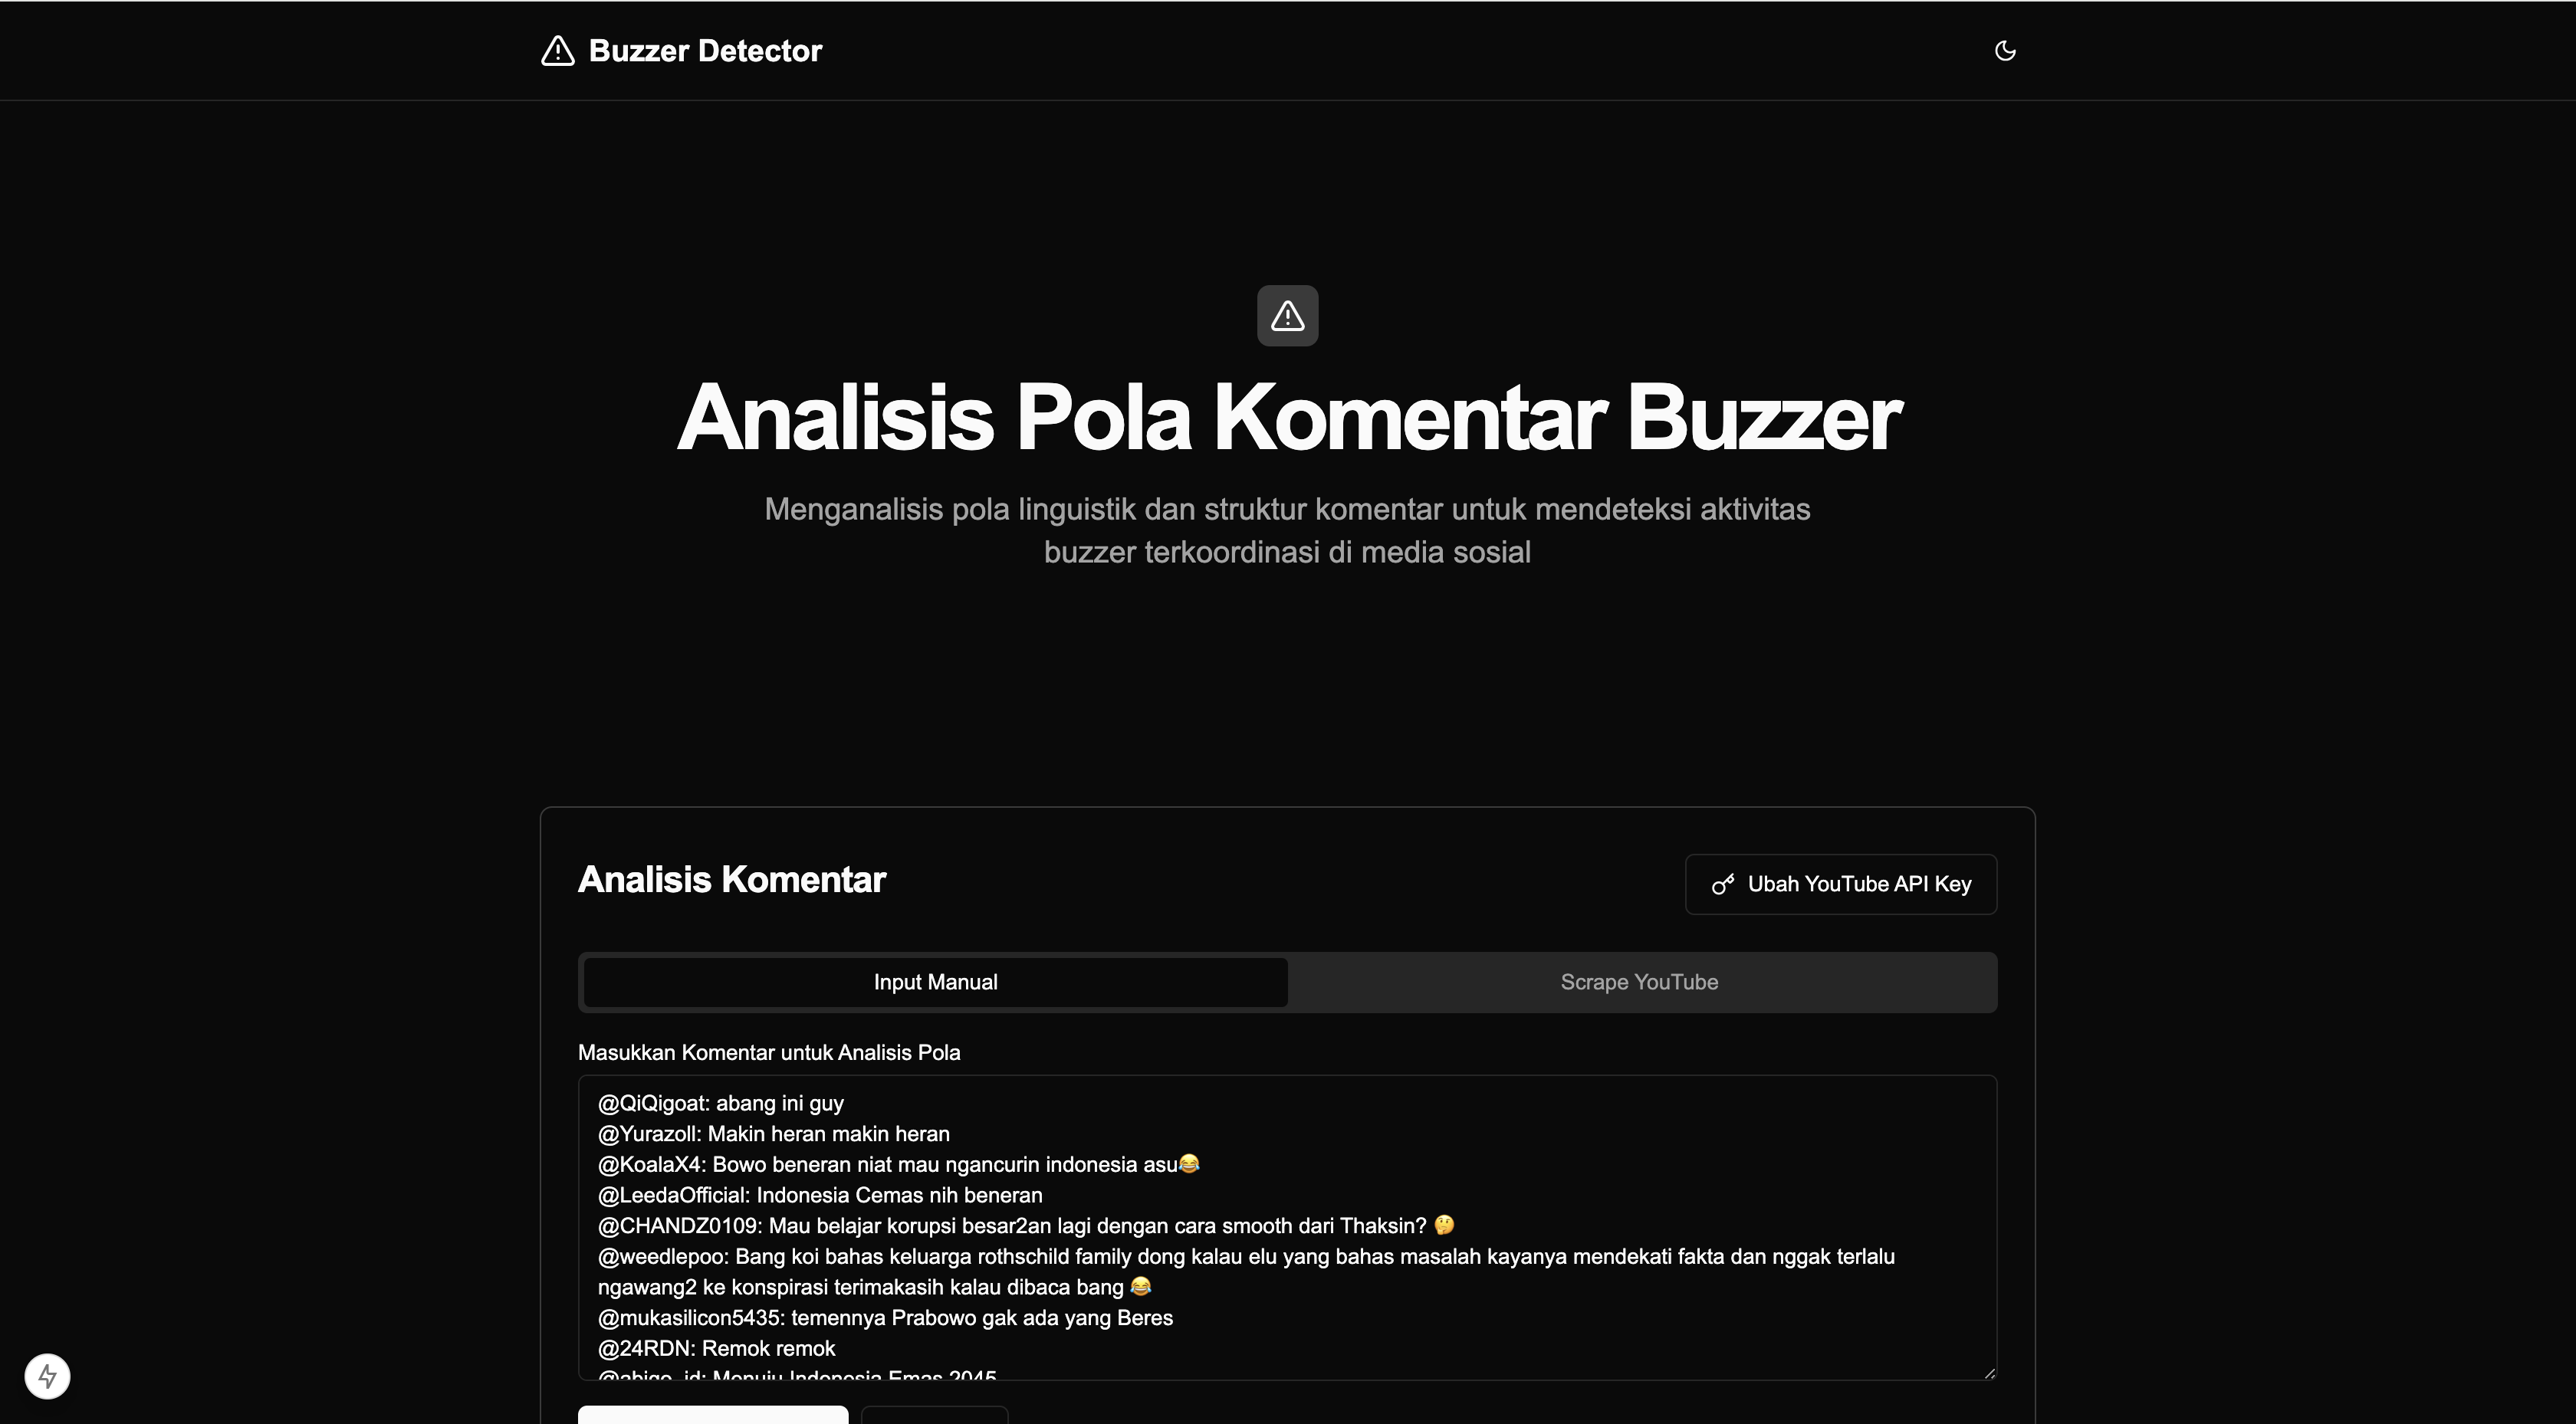 Buzzer Detector
Analisis Pola Komentar Buzzer
Menganalisis pola linguistik dan struktur komentar untuk mendeteksi aktivitas
buzzer terkoordinasi di media sosial
Analisis Komentar
Ubah YouTube API Key
Input Manual
Scrape YouTube
Masukkan Komentar untuk Analisis Pola
@QiQigoat: abang ini guy
@Yurazoll: Makin heran makin heran
@KoalaX4: Bowo beneran niat mau ngancurin indonesia asu😂
@LeedaOfficial: Indonesia Cemas nih beneran
@CHANDZ0109: Mau belajar korupsi besar2an lagi dengan cara smooth dari Thaksin? 🤔
@weedlepoo: Bang koi bahas keluarga rothschild family dong kalau elu yang bahas masalah kayanya mendekati fakta dan nggak terlalu
ngawang2 ke konspirasi terimakasih kalau dibaca bang 😂
@mukasilicon5435: temennya Prabowo gak ada yang Beres
@24RDN: Remok remok
@abigo_id: Menuju Indonesia Emas 2045